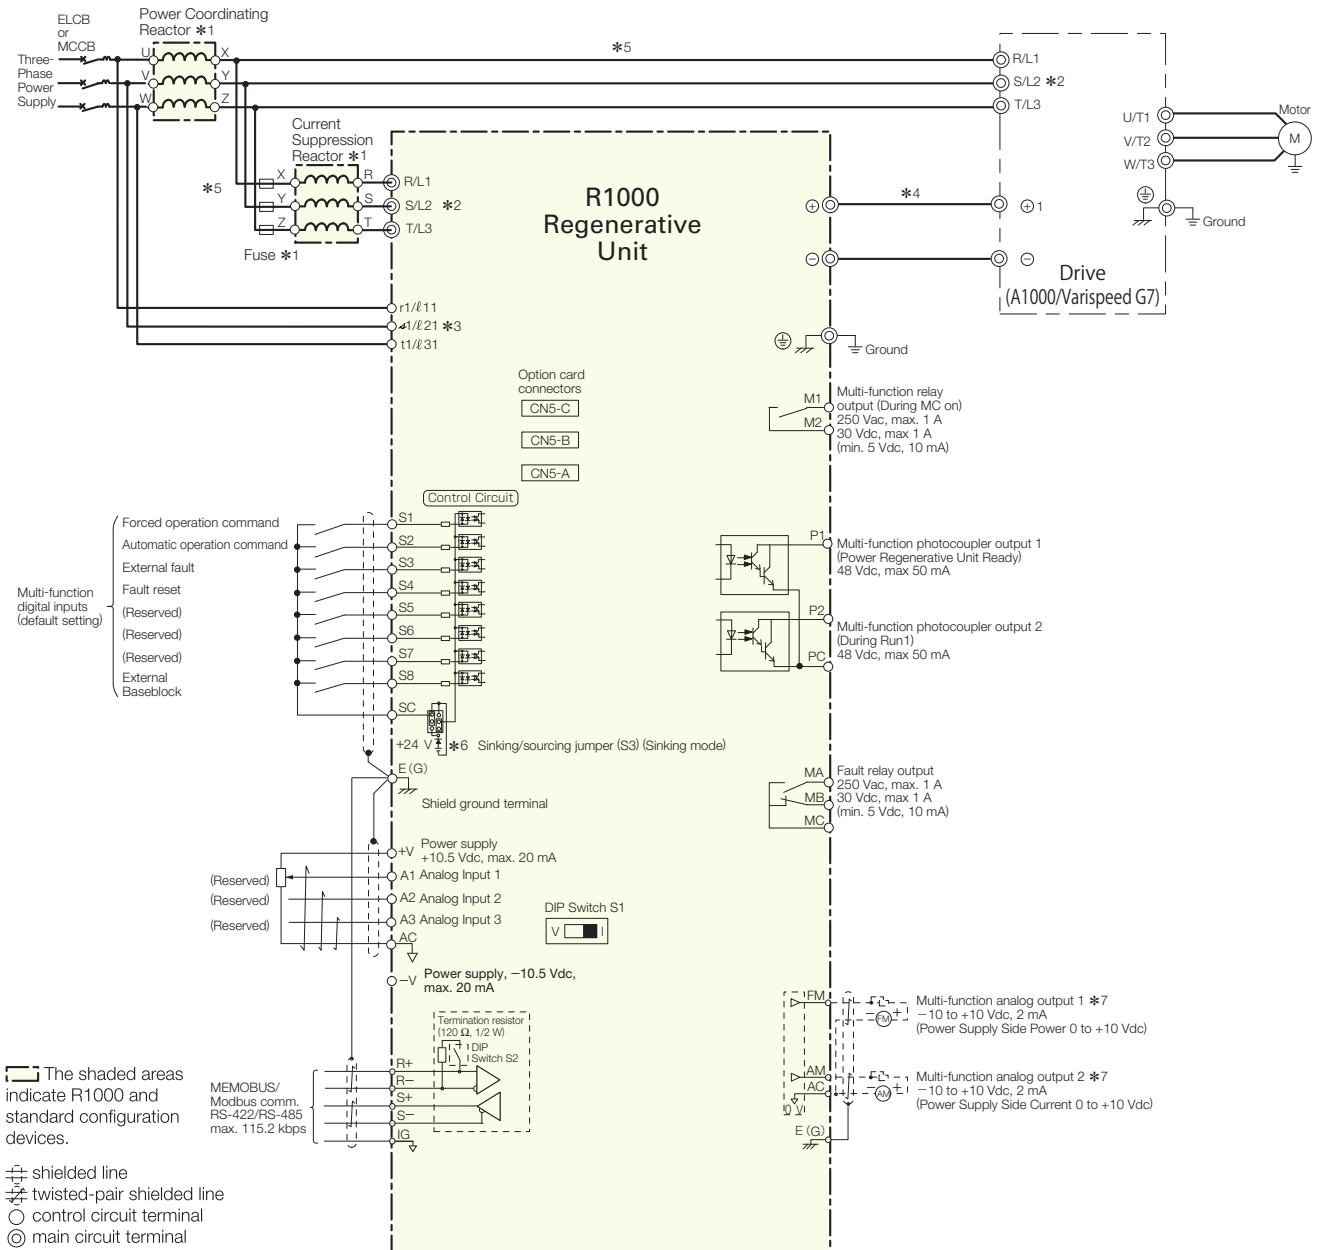 ELCB
or
MCCB
Power Coordinating
Reactor *1
Three-
Phase
Power
Supply
U
V
W
X
Y
Z
*5
R/L1
S/L2 *2
T/L3
U/T1
V/T2
W/T3
Motor
M
Ground
Current
Suppression
Reactor *1
*5
X
Y
Z
R
S
T
R/L1
S/L2 *2
T/L3
Fuse *1
R1000
Regenerative
Unit
+
−
*4
+ 1
−
Drive
(A1000/Varispeed G7)
r1/ℓ11
1/ℓ21 *3
t1/ℓ31
Ground
Option card
connectors
CN5-C
CN5-B
CN5-A
M1
M2
Multi-function relay
output (During MC on)
250 Vac, max. 1 A
30 Vdc, max 1 A
(min. 5 Vdc, 10 mA)
Control Circuit
Multi-function
digital inputs
(default setting)
Forced operation command
Automatic operation command
External fault
Fault reset
(Reserved)
(Reserved)
(Reserved)
External
Baseblock
S1
S2
S3
S4
S5
S6
S7
S8
SC
+24 V
*6 Sinking/sourcing jumper (S3) (Sinking mode)
P1
Multi-function photocoupler output 1
(Power Regenerative Unit Ready)
48 Vdc, max 50 mA
P2
PC
Multi-function photocoupler output 2
(During Run1)
48 Vdc, max 50 mA
E (G)
Shield ground terminal
MA
MB
MC
Fault relay output
250 Vac, max. 1 A
30 Vdc, max 1 A
(min. 5 Vdc, 10 mA)
+V
Power supply
+10.5 Vdc, max. 20 mA
(Reserved)
(Reserved)
(Reserved)
A1 Analog Input 1
A2 Analog Input 2
A3 Analog Input 3
AC
DIP Switch S1
V I
−V
Power supply, −10.5 Vdc,
max. 20 mA
Termination resistor
(120 Ω, 1/2 W)
DIP
Switch S2
MEMOBUS/
Modbus comm.
RS-422/RS-485
max. 115.2 kbps
R+
R−
S+
S−
IG
FM
− +
FM
Multi-function analog output 1 *7
−10 to +10 Vdc, 2 mA
(Power Supply Side Power 0 to +10 Vdc)
AM
AC
0 V
− +
AM
Multi-function analog output 2 *7
−10 to +10 Vdc, 2 mA
(Power Supply Side Current 0 to +10 Vdc)
E (G)
The shaded areas
indicate R1000 and
standard configuration
devices.
shielded line
twisted-pair shielded line
control circuit terminal
main circuit terminal